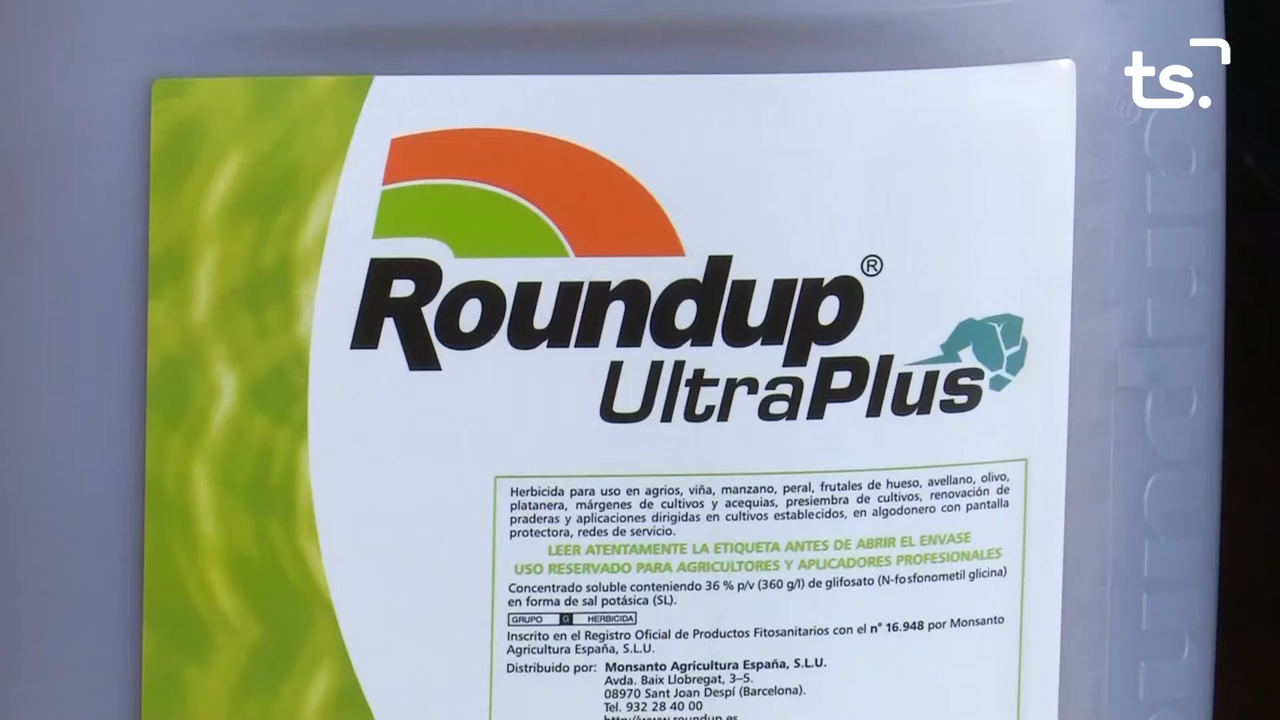 ts.
Roundup®
UltraPlus
Herbicida para uso en agrios, viña, manzano, peral, frutales de hueso, avellano, olivo,
platanera, márgenes de cultivos y acequias, presiembra de cultivos, renovación de
praderas y aplicaciones dirigidas en cultivos establecidos, en algodonero con pantalla
protectora, redes de servicio.
LEER ATENTAMENTE LA ETIQUETA ANTES DE ABRIR EL ENVASE
USO RESERVADO PARA AGRICULTORES Y APLICADORES PROFESIONALES
Concentrado soluble conteniendo 36 % p/v (360 g/l) de glifosato (N-fosfonometil glicina)
en forma de sal potásica (SL).
GRUPO G HERBICIDA
Inscrito en el Registro Oficial de Productos Fitosanitarios con el n° 16.948 por Monsanto
Agricultura España, S.L.U.
Distribuido por: Monsanto Agricultura España, S.L.U.
Avda. Baix Llobregat, 3–5.
08970 Sant Joan Despí (Barcelona).
Tel. 932 28 40 00
http://www.roundup.es